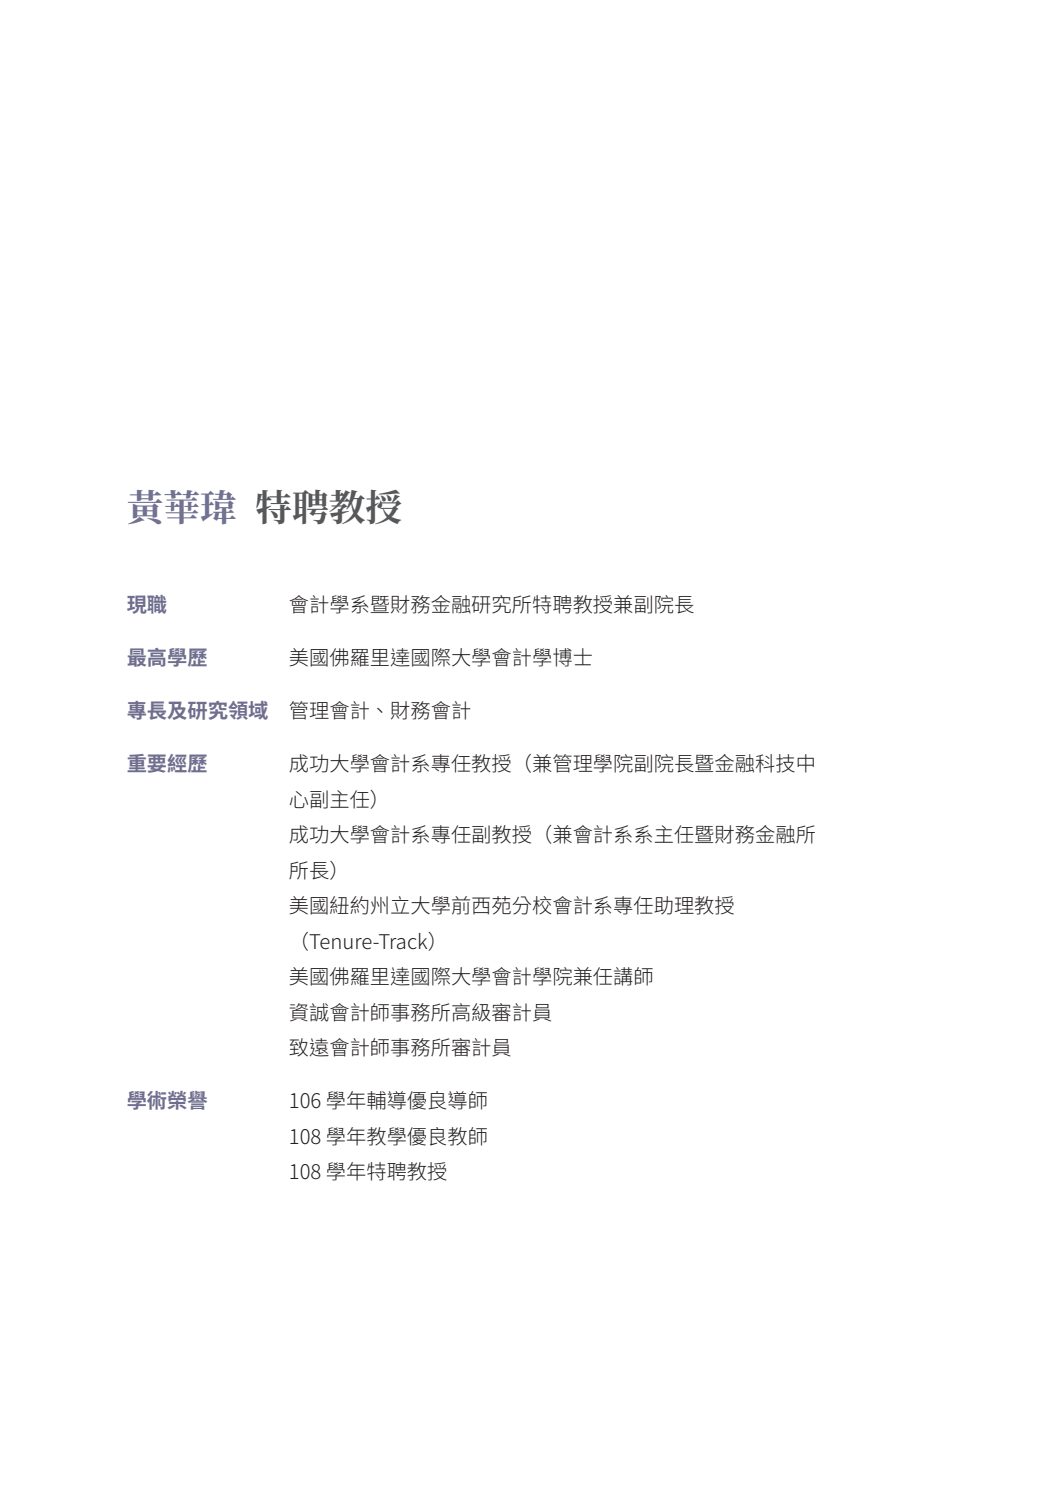 黃華瑋 特聘教授
現職 會計學系暨財務金融研究所特聘教授兼副院長
最高學歷 美國佛羅里達國際大學會計學博士
專長及研究領域 管理會計、財務會計
重要經歷 成功大學會計系專任教授（兼管理學院副院長暨金融科技中
心副主任）
成功大學會計系專任副教授（兼會計系系主任暨財務金融所
所長）
美國紐約州立大學前西苑分校會計系專任助理教授
（Tenure-Track）
美國佛羅里達國際大學會計學院兼任講師
資誠會計師事務所高級審計員
致遠會計師事務所審計員
學術榮譽 106 學年輔導優良導師
108 學年教學優良教師
108 學年特聘教授